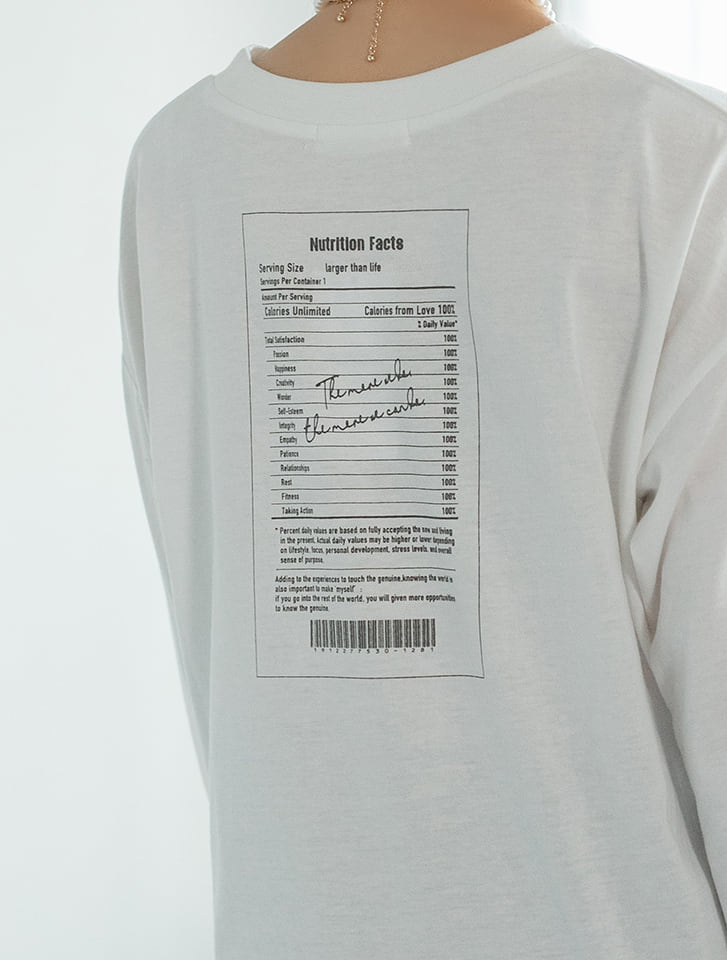 Nutrition Facts
Serving Size larger than life
Servings Per Container 1
Amount Per Serving
Calories Unlimited Calories from Love 100%
% Daily Value*
Total Satisfaction 100%
Passion 100%
Happiness 100%
Creativity 100%
Wonder 100%
Self-Esteem 100%
Integrity 100%
Empathy 100%
Patience 100%
Relationships 100%
Rest 100%
Fitness 100%
Taking Action 100%
* Percent daily values are based on fully accepting the now and living
in the present. Actual daily values may be higher or lower depending
on lifestyle, locus, personal development, stress levels, and overall
sense of purpose.
Adding to the experiences to touch the genuine,knowing the world is
also important to make "myself" :
if you go into the rest of the world, you will given more opportunities
to know the genuine.
1912277530-1281